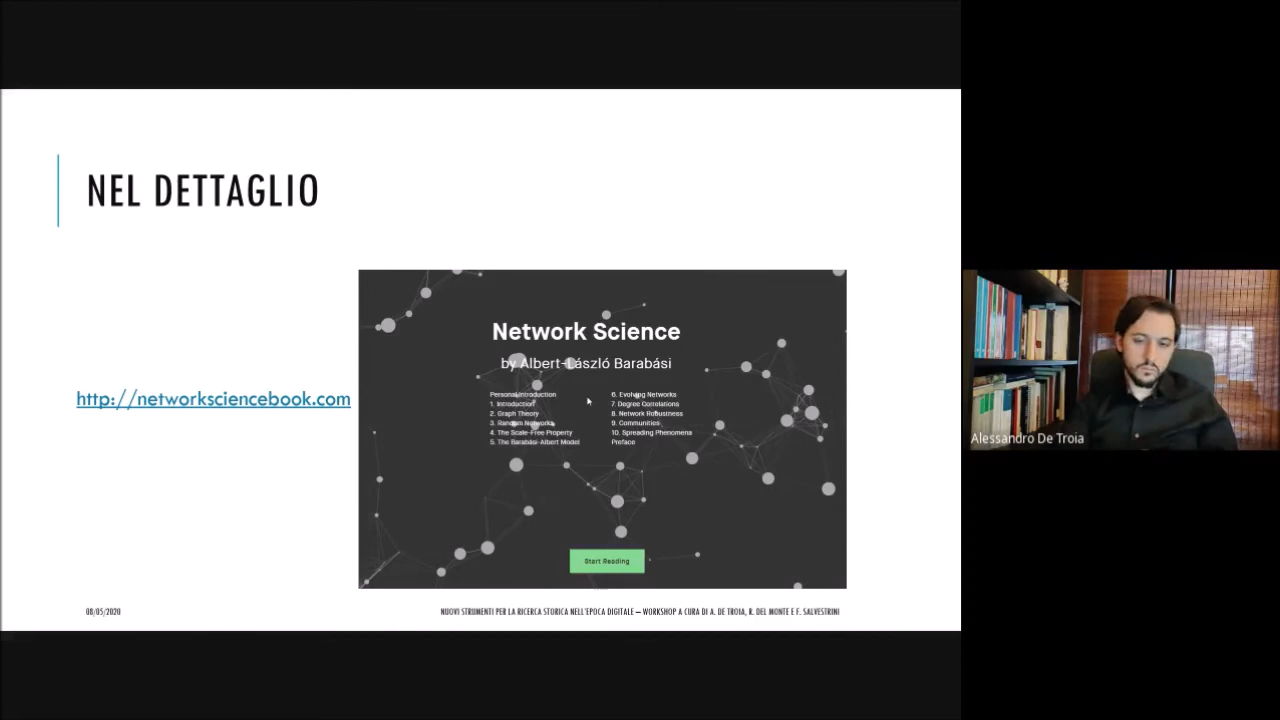 NEL DETTAGLIO
http://networksciencebook.com
Network Science
by Albert-László Barabási
Personal Introduction
1. Introduction
2. Graph Theory
3. Random Networks
4. The Scale-Free Property
5. The Barabási-Albert Model
6. Evolving Networks
7. Degree Correlations
8. Network Robustness
9. Communities
10. Spreading Phenomena
Preface
Start Reading
08/05/2020
NUOVI STRUMENTI PER LA RICERCA STORICA NELL'EPOCA DIGITALE – WORKSHOP A CURA DI A. DE TROIA, R. DEL MONTE E F. SALVESTRINI
Alessandro De Troia